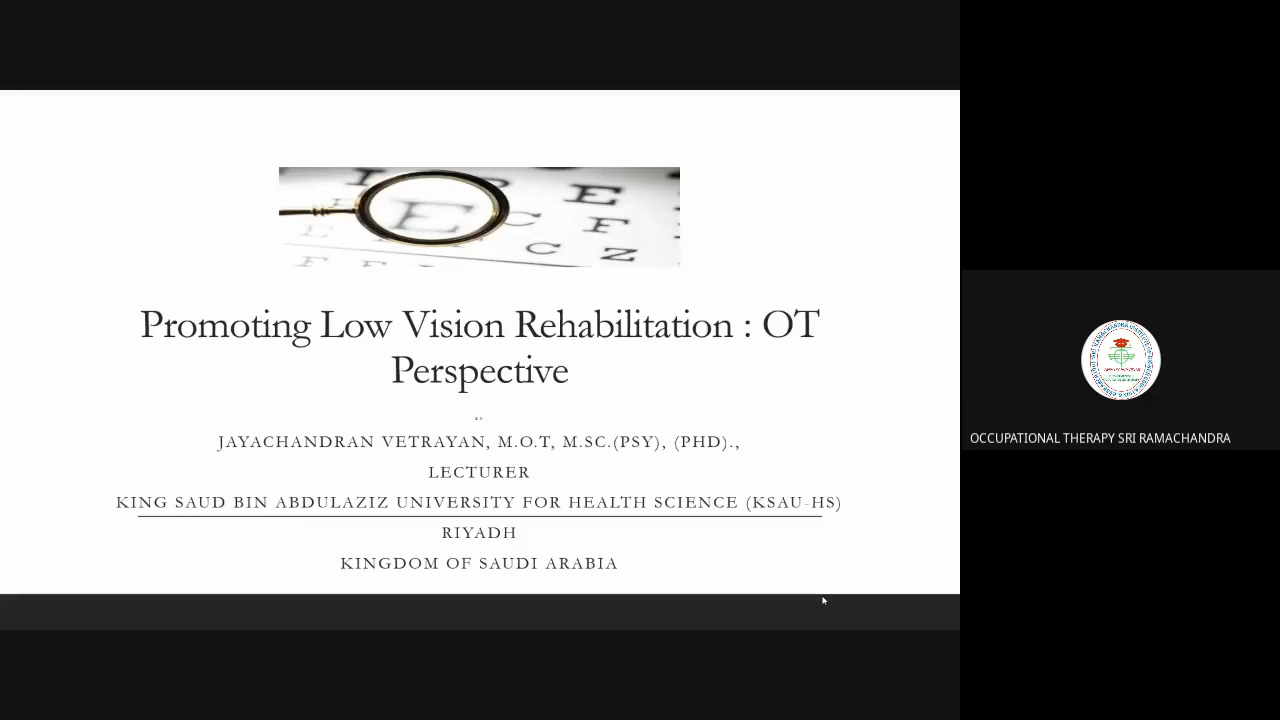 Promoting Low Vision Rehabilitation : OT
Perspective
BY
JAYACHANDRAN VETRAYAN, M.O.T, M.SC.(PSY), (PHD).,
LECTURER
KING SAUD BIN ABDULAZIZ UNIVERSITY FOR HEALTH SCIENCE (KSAU-HS)
RIYADH
KINGDOM OF SAUDI ARABIA
OCCUPATIONAL THERAPY SRI RAMACHANDRA